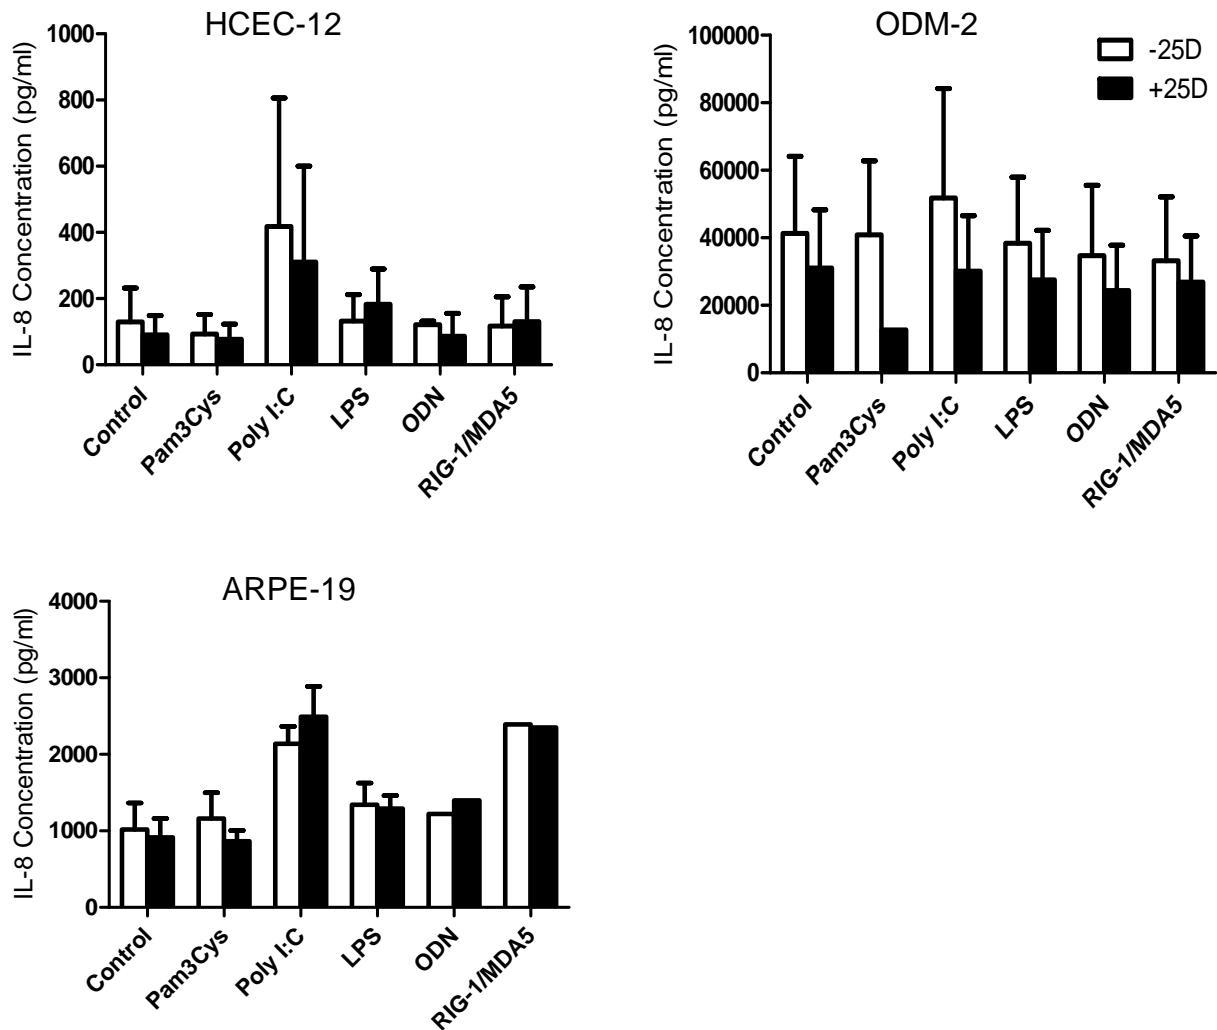 HCEC-12
IL-8 Concentration (pg/ml)
1000
800
600
400
200
0
Control
Pam3Cys
Poly I:C
LPS
ODN
RIG-1/MDA5
ODM-2
-25D
+25D
IL-8 Concentration (pg/ml)
100000
80000
60000
40000
20000
0
Control
Pam3Cys
Poly I:C
LPS
ODN
RIG-1/MDA5
ARPE-19
IL-8 Concentration (pg/ml)
4000
3000
2000
1000
0
Control
Pam3Cys
Poly I:C
LPS
ODN
RIG-1/MDA5